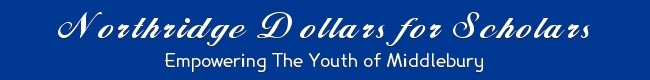 Northridge Dollars for Scholars
Empowering The Youth of Middlebury